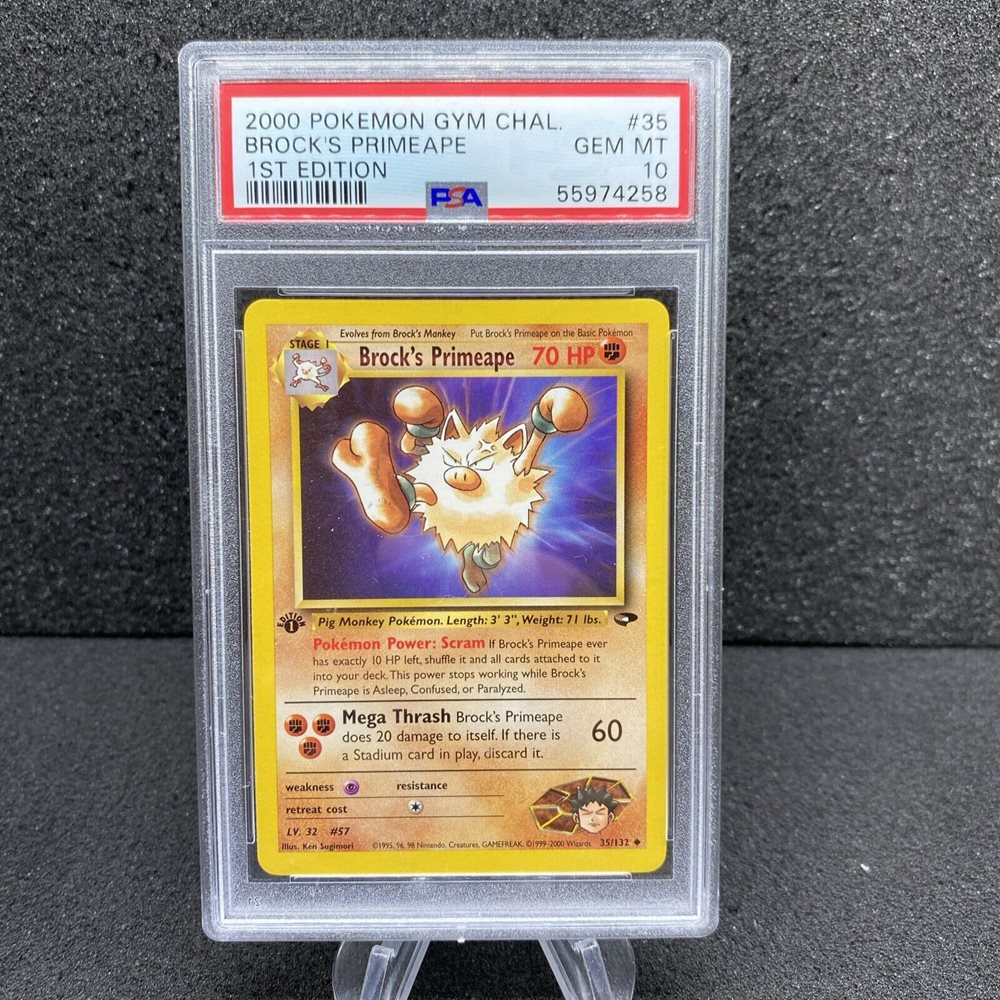 2000 POKEMON GYM CHAL. #35
BROCK'S PRIMEAPE GEM MT
1ST EDITION 10
PSA 55974258
Evolves from Brock's Mankey Put Brock's Primeape on the Basic Pokémon
STAGE 1
Brock's Primeape 70 HP
EDITION
1
Pig Monkey Pokémon. Length: 3' 3", Weight: 71 lbs.
Pokémon Power: Scram If Brock's Primeape ever
has exactly 10 HP left, shuffle it and all cards attached to it
into your deck. This power stops working while Brock's
Primeape is Asleep, Confused, or Paralyzed.
Mega Thrash Brock's Primeape
does 20 damage to itself. If there is
a Stadium card in play, discard it.
60
weakness resistance
retreat cost
LV. 32 #57
Illus. Ken Sugimori ©1995, 96, 98 Nintendo, Creatures, GAMEFREAK. ©1999-2000 Wizards 35/132